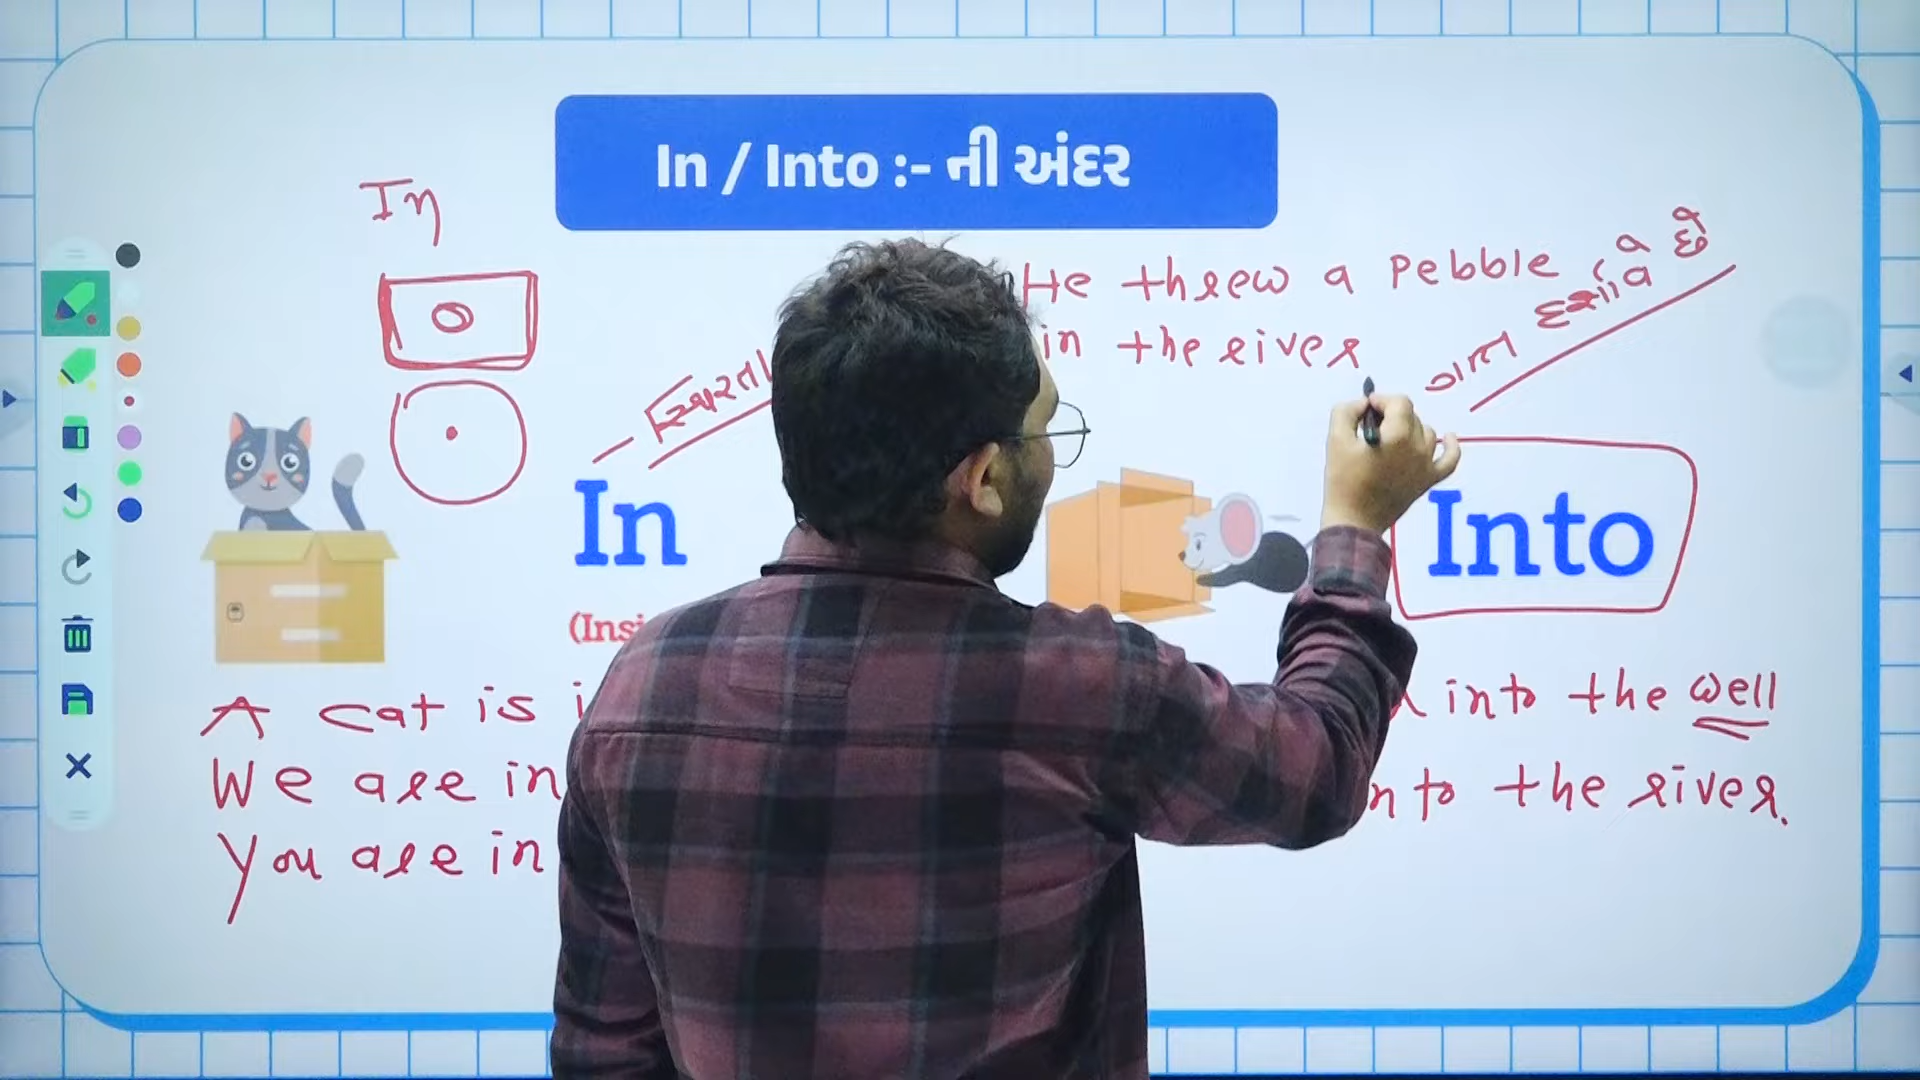 In / Into :- ની અંદર
In
He threw a pebble
in the river
સ્થિરતા
ગતિ દર્શાવે છે
In
Into
(Insi
A cat is i
into the well
We are in
nto the river.
You are in